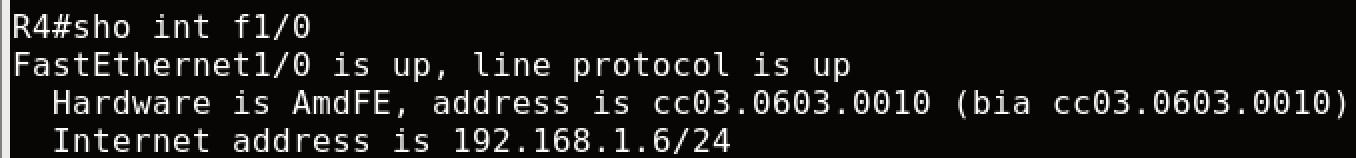 R4#sho int f1/0
FastEthernet1/0 is up, line protocol is up
  Hardware is AmdFE, address is cc03.0603.0010 (bia cc03.0603.0010)
  Internet address is 192.168.1.6/24